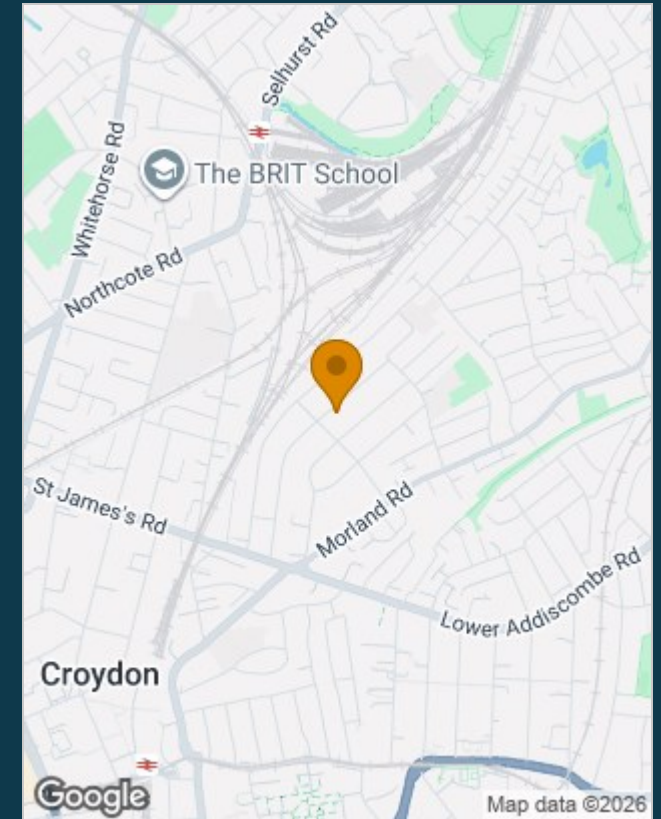 Selhurst Rd
Whitehorse Rd
The BRIT School
Northcote Rd
St James's Rd
Morland Rd
Lower Addiscombe Rd
Croydon
Google
Map data ©2026